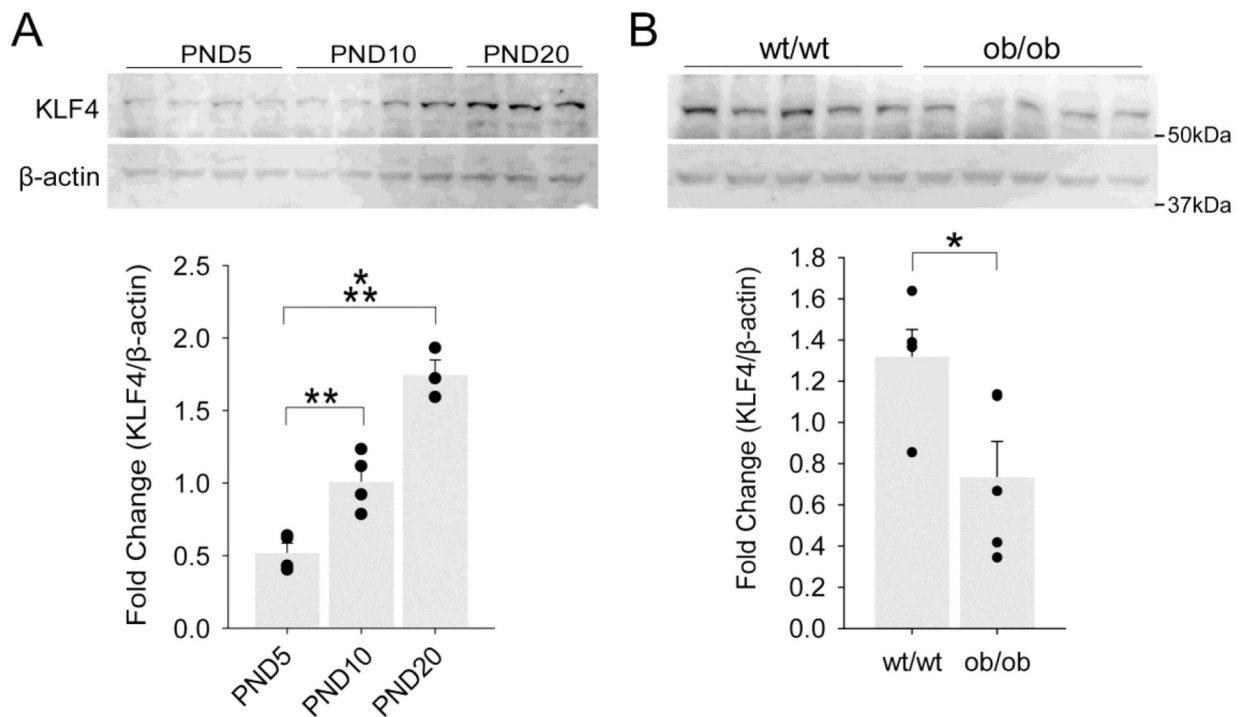 A
PND5 PND10 PND20
KLF4
β-actin
B
wt/wt ob/ob
50kDa
37kDa
Fold Change (KLF4/β-actin)
2.5
2.0
1.5
1.0
0.5
0.0
*
**
**
PND5 PND10 PND20
Fold Change (KLF4/β-actin)
1.8
1.6
1.4
1.2
1.0
0.8
0.6
0.4
0.2
0.0
*
wt/wt ob/ob